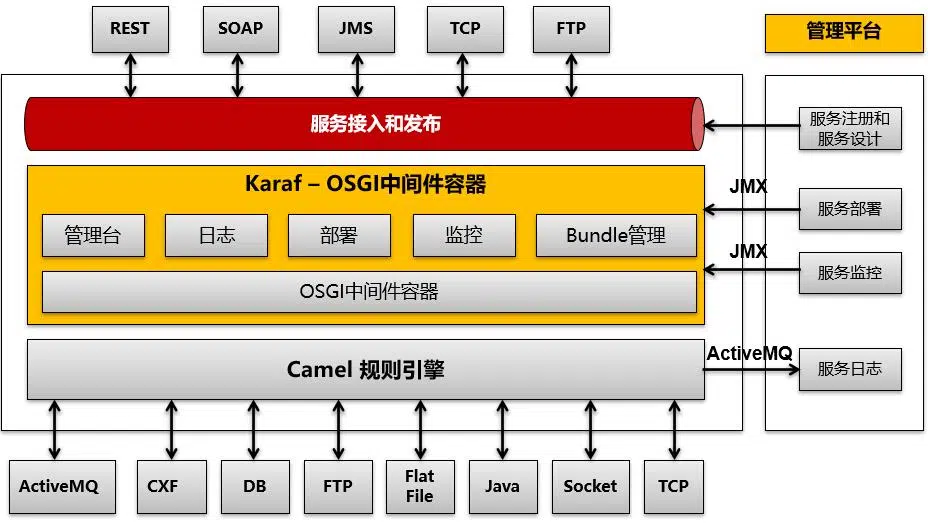 REST
SOAP
JMS
TCP
FTP
管理平台
服务接入和发布
服务注册和
服务设计
Karaf – OSGI中间件容器
JMX
服务部署
管理台
日志
部署
监控
Bundle管理
JMX
服务监控
OSGI中间件容器
Camel 规则引擎
ActiveMQ
服务日志
ActiveMQ
CXF
DB
FTP
Flat
File
Java
Socket
TCP